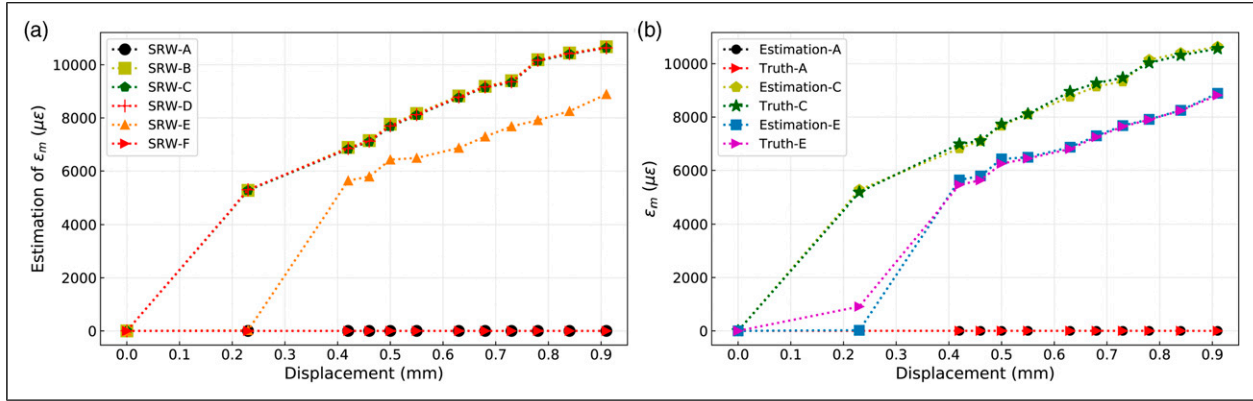 (a)
SRW-A
SRW-B
SRW-C
SRW-D
SRW-E
SRW-F
Estimation of εm (με)
10000
8000
6000
4000
2000
0
0.0 0.1 0.2 0.3 0.4 0.5 0.6 0.7 0.8 0.9
Displacement (mm)
(b)
Estimation-A
Truth-A
Estimation-C
Truth-C
Estimation-E
Truth-E
εm (με)
10000
8000
6000
4000
2000
0
0.0 0.1 0.2 0.3 0.4 0.5 0.6 0.7 0.8 0.9
Displacement (mm)